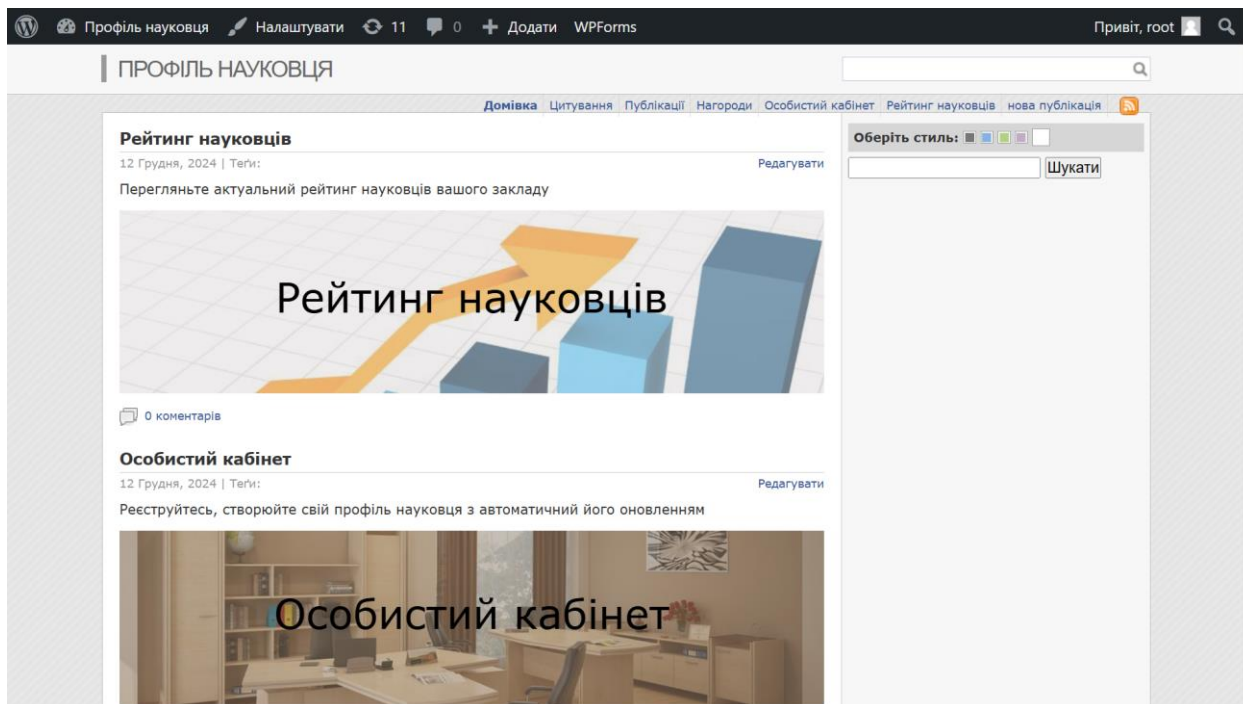 Профіль науковця Налаштувати 11 0 Додати WPForms Привіт, root
ПРОФІЛЬ НАУКОВЦЯ
Домівка Цитування Публікації Нагороди Особистий кабінет Рейтинг науковців нова публікація
Рейтинг науковців
12 Грудня, 2024 | Теґи: Редагувати
Перегляньте актуальний рейтинг науковців вашого закладу
Рейтинг науковців
0 коментарів
Особистий кабінет
12 Грудня, 2024 | Теґи: Редагувати
Реєструйтесь, створюйте свій профіль науковця з автоматичний його оновленням
Особистий кабінет
Оберіть стиль:
Шукати